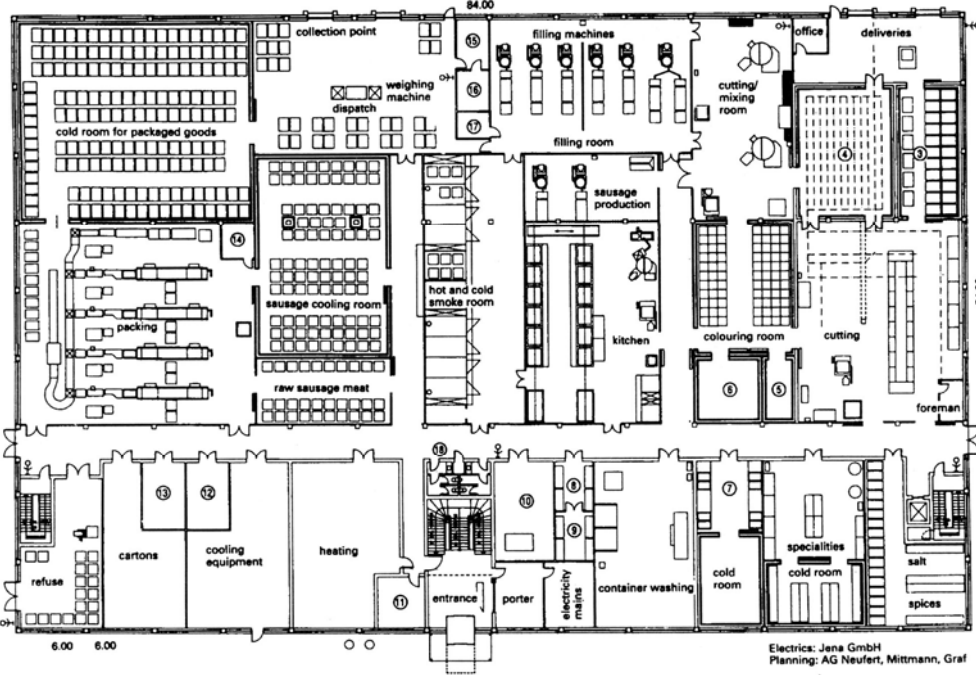 84.00
collection point
15
filling machines
office
deliveries
16
weighing
machine
dispatch
cutting/
mixing
room
cold room for packaged goods
17
filling room
4
3
sausage
production
14
sausage cooling room
hot and cold
smoke room
packing
kitchen
colouring room
cutting
raw sausage meat
6
5
foreman
18
13
12
10
8
7
9
cartons
cooling
equipment
heating
specialities
refuse
salt
cold
room
cold room
container washing
11
entrance
porter
electricity
mains
spices
6.00
6.00
Electrics: Jena GmbH
Planning: AG Neufert, Mittmann, Graf